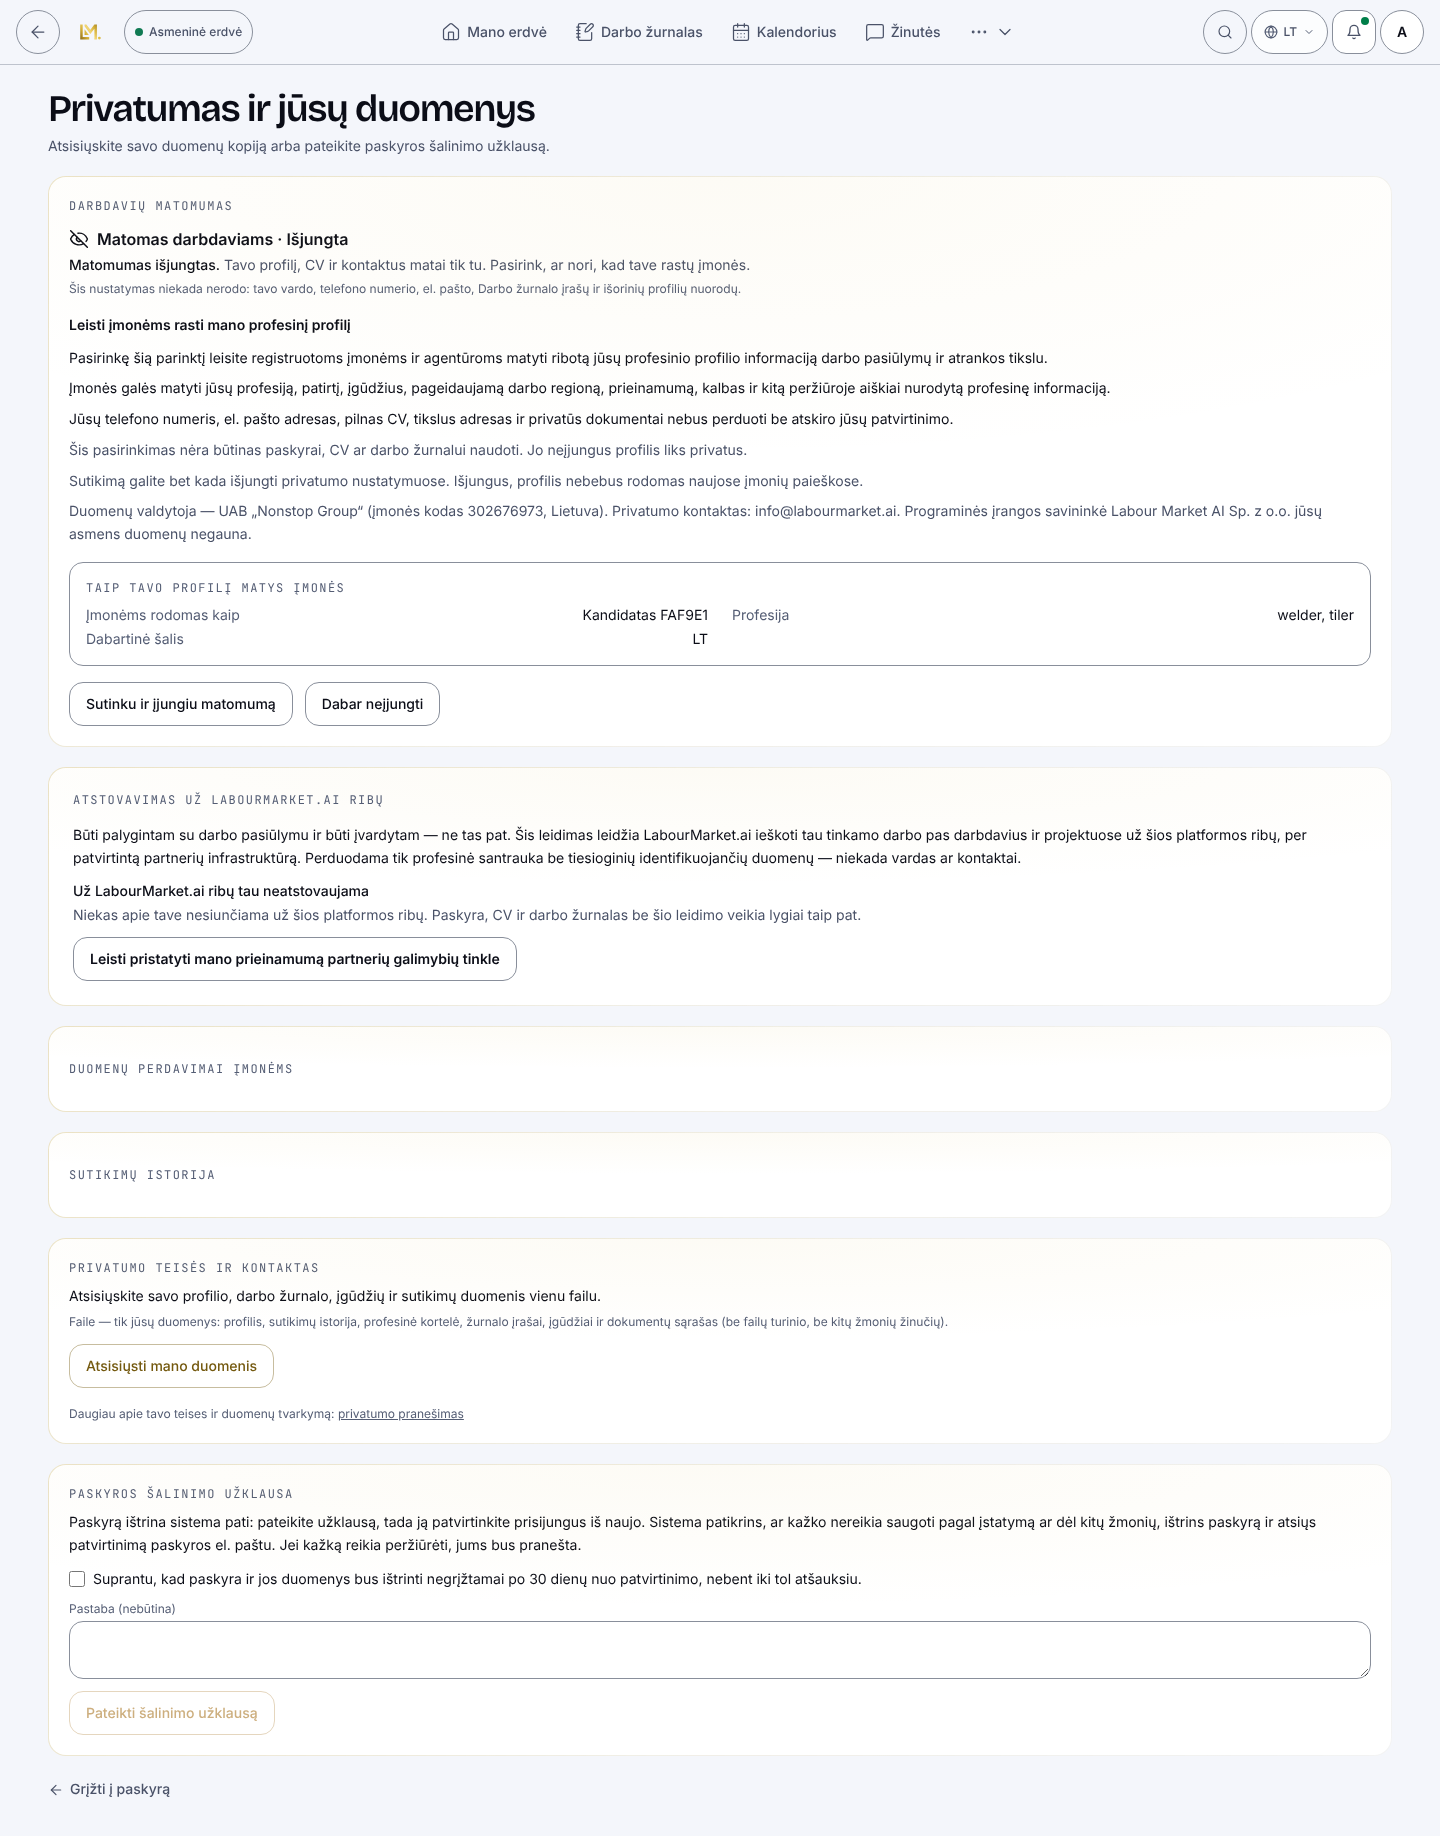 LM.
Asmeninė erdvė
Mano erdvė
Darbo žurnalas
Kalendorius
Žinutės
LT
A
Privatumas ir jūsų duomenys
Atsisiųskite savo duomenų kopiją arba pateikite paskyros šalinimo užklausą.
DARBDAVIŲ MATOMUMAS
Matomas darbdaviams · Išjungta
Matomumas išjungtas. Tavo profilį, CV ir kontaktus matai tik tu. Pasirink, ar nori, kad tave rastų įmonės.
Šis nustatymas niekada nerodo: tavo vardo, telefono numerio, el. pašto, Darbo žurnalo įrašų ir išorinių profilių nuorodų.
Leisti įmonėms rasti mano profesinį profilį
Pasirinkę šią parinktį leisite registruotoms įmonėms ir agentūroms matyti ribotą jūsų profesinio profilio informaciją darbo pasiūlymų ir atrankos tikslu.
Įmonės galės matyti jūsų profesiją, patirtį, įgūdžius, pageidaujamą darbo regioną, prieinamumą, kalbas ir kitą peržiūroje aiškiai nurodytą profesinę informaciją.
Jūsų telefono numeris, el. pašto adresas, pilnas CV, tikslus adresas ir privatūs dokumentai nebus perduoti be atskiro jūsų patvirtinimo.
Šis pasirinkimas nėra būtinas paskyrai, CV ar darbo žurnalui naudoti. Jo neįjungus profilis liks privatus.
Sutikimą galite bet kada išjungti privatumo nustatymuose. Išjungus, profilis nebebus rodomas naujose įmonių paieškose.
Duomenų valdytoja — UAB „Nonstop Group“ (įmonės kodas 302676973, Lietuva). Privatumo kontaktas: info@labourmarket.ai. Programinės įrangos savininkė Labour Market AI Sp. z o.o. jūsų
asmens duomenų negauna.
TAIP TAVO PROFILĮ MATYS ĮMONĖS
Įmonėms rodomas kaip
Kandidatas FAF9E1
Profesija
welder, tiler
Dabartinė šalis
LT
Sutinku ir įjungiu matomumą
Dabar neįjungti
ATSTOVAVIMAS UŽ LABOURMARKET.AI RIBŲ
Būti palygintam su darbo pasiūlymu ir būti įvardytam — ne tas pat. Šis leidimas leidžia LabourMarket.ai ieškoti tau tinkamo darbo pas darbdavius ir projektuose už šios platformos ribų, per
patvirtintą partnerių infrastruktūrą. Perduodama tik profesinė santrauka be tiesioginių identifikuojančių duomenų — niekada vardas ar kontaktai.
Už LabourMarket.ai ribų tau neatstovaujama
Niekas apie tave nesiunčiama už šios platformos ribų. Paskyra, CV ir darbo žurnalas be šio leidimo veikia lygiai taip pat.
Leisti pristatyti mano prieinamumą partnerių galimybių tinkle
DUOMENŲ PERDAVIMAI ĮMONĖMS
SUTIKIMŲ ISTORIJA
PRIVATUMO TEISĖS IR KONTAKTAS
Atsisiųskite savo profilio, darbo žurnalo, įgūdžių ir sutikimų duomenis vienu failu.
Faile — tik jūsų duomenys: profilis, sutikimų istorija, profesinė kortelė, žurnalo įrašai, įgūdžiai ir dokumentų sąrašas (be failų turinio, be kitų žmonių žinučių).
Atsisiųsti mano duomenis
Daugiau apie tavo teises ir duomenų tvarkymą: privatumo pranešimas
PASKYROS ŠALINIMO UŽKLAUSA
Paskyrą ištrina sistema pati: pateikite užklausą, tada ją patvirtinkite prisijungus iš naujo. Sistema patikrins, ar kažko nereikia saugoti pagal įstatymą ar dėl kitų žmonių, ištrins paskyrą ir atsiųs
patvirtinimą paskyros el. paštu. Jei kažką reikia peržiūrėti, jums bus pranešta.
Suprantu, kad paskyra ir jos duomenys bus ištrinti negrįžtamai po 30 dienų nuo patvirtinimo, nebent iki tol atšauksiu.
Pastaba (nebūtina)
Pateikti šalinimo užklausą
Grįžti į paskyrą